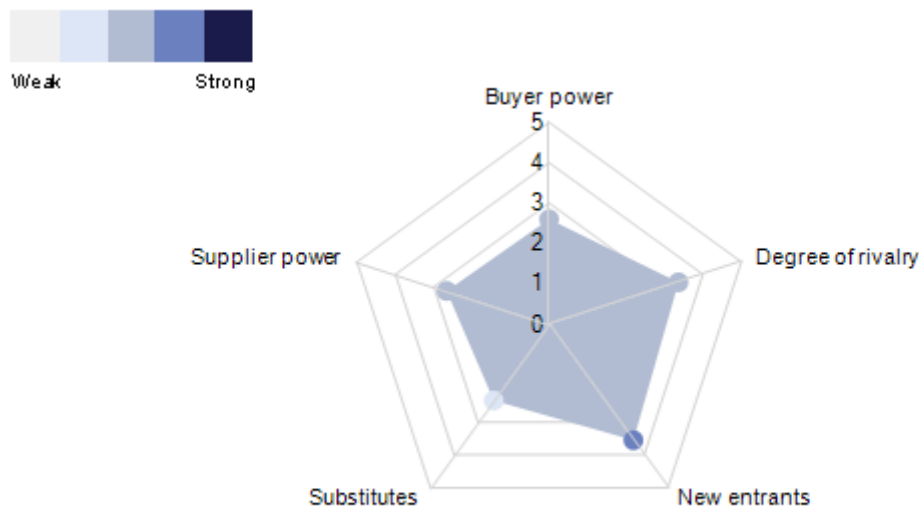 Weak
Strong
Buyer power
5
4
3
2
1
0
Supplier power
Degree of rivalry
Substitutes
New entrants